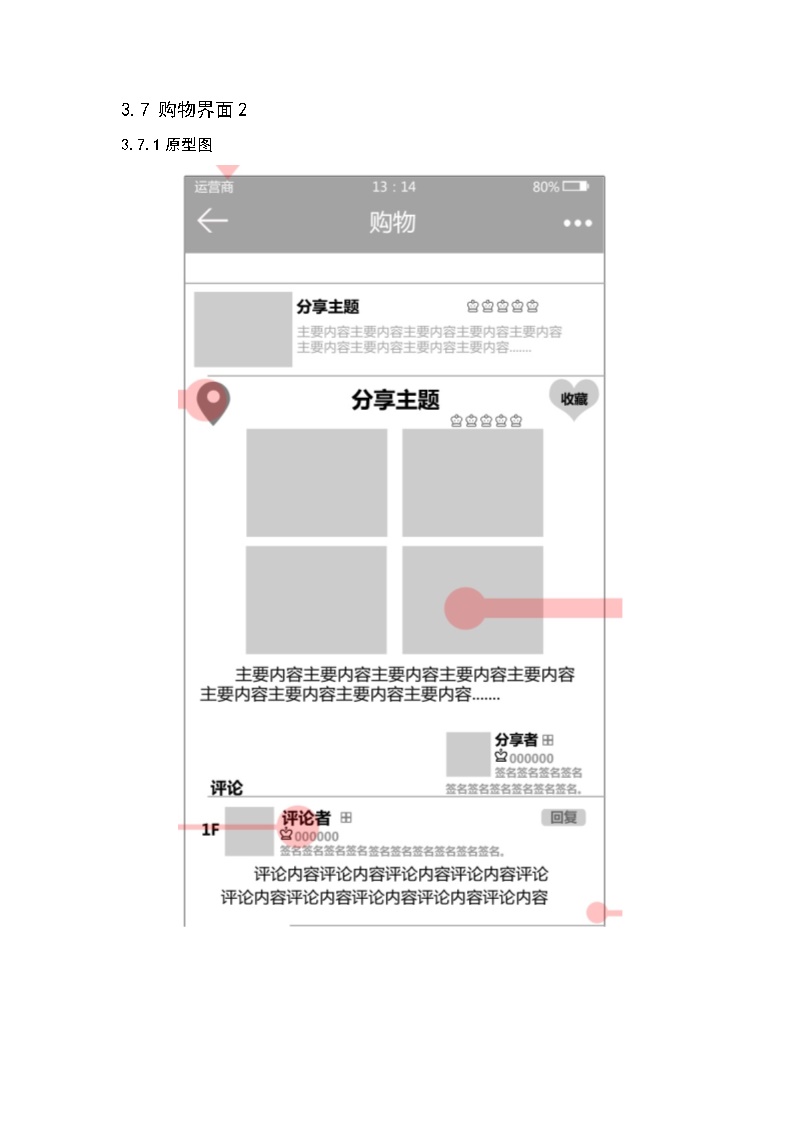 3.7 购物界面2
3.7.1原型图
运营商 13：14 80%
购物
分享主题
主要内容主要内容主要内容主要内容主要内容
主要内容主要内容主要内容主要内容.......
分享主题
收藏
主要内容主要内容主要内容主要内容主要内容
主要内容主要内容主要内容主要内容.......
分享者
000000
签名签名签名签名
签名签名签名签名签名签名。
评论
1F
评论者
回复
000000
签名签名签名签名签名签名签名签名签名签名。
评论内容评论内容评论内容评论内容评论
评论内容评论内容评论内容评论内容评论内容